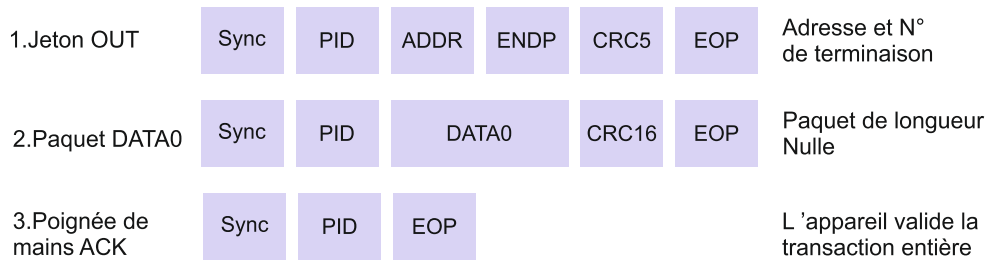 1.Jeton OUT Sync PID ADDR ENDP CRC5 EOP Adresse et N°
de terminaison
2.Paquet DATA0 Sync PID DATA0 CRC16 EOP Paquet de longueur
Nulle
3.Poignée de Sync PID EOP L ’appareil valide la
mains ACK transaction entière